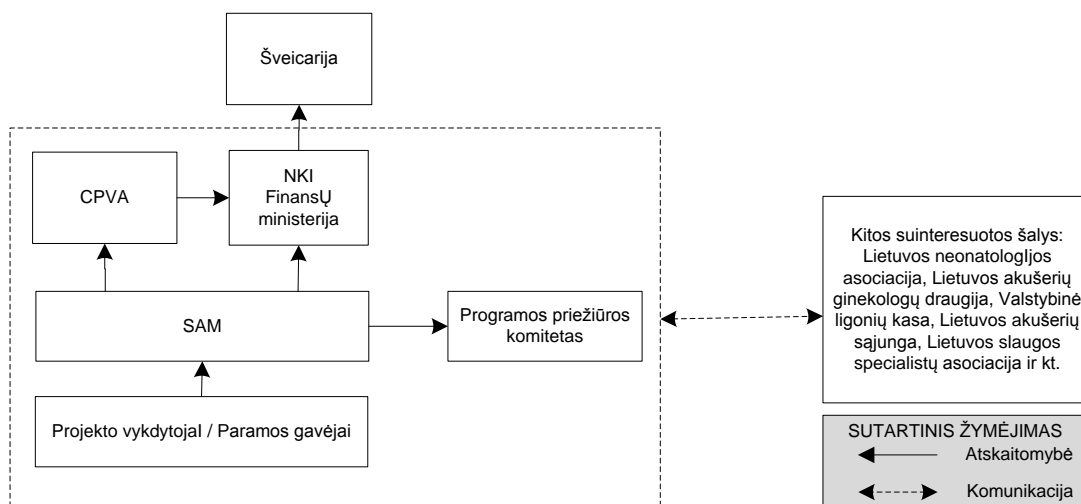 Šveicarija
CPVA
NKI
FinansŲ
ministerija
SAM
Programos priežiūros
komitetas
Projekto vykdytojaI / Paramos gavėjai
Kitos suinteresuotos šalys:
Lietuvos neonatologIjos
asociacija, Lietuvos akušerių
ginekologų draugija, Valstybinė
ligonių kasa, Lietuvos akušerių
sąjunga, Lietuvos slaugos
specialistų asociacija ir kt.
SUTARTINIS ŽYMĖJIMAS
Atskaitomybė
Komunikacija